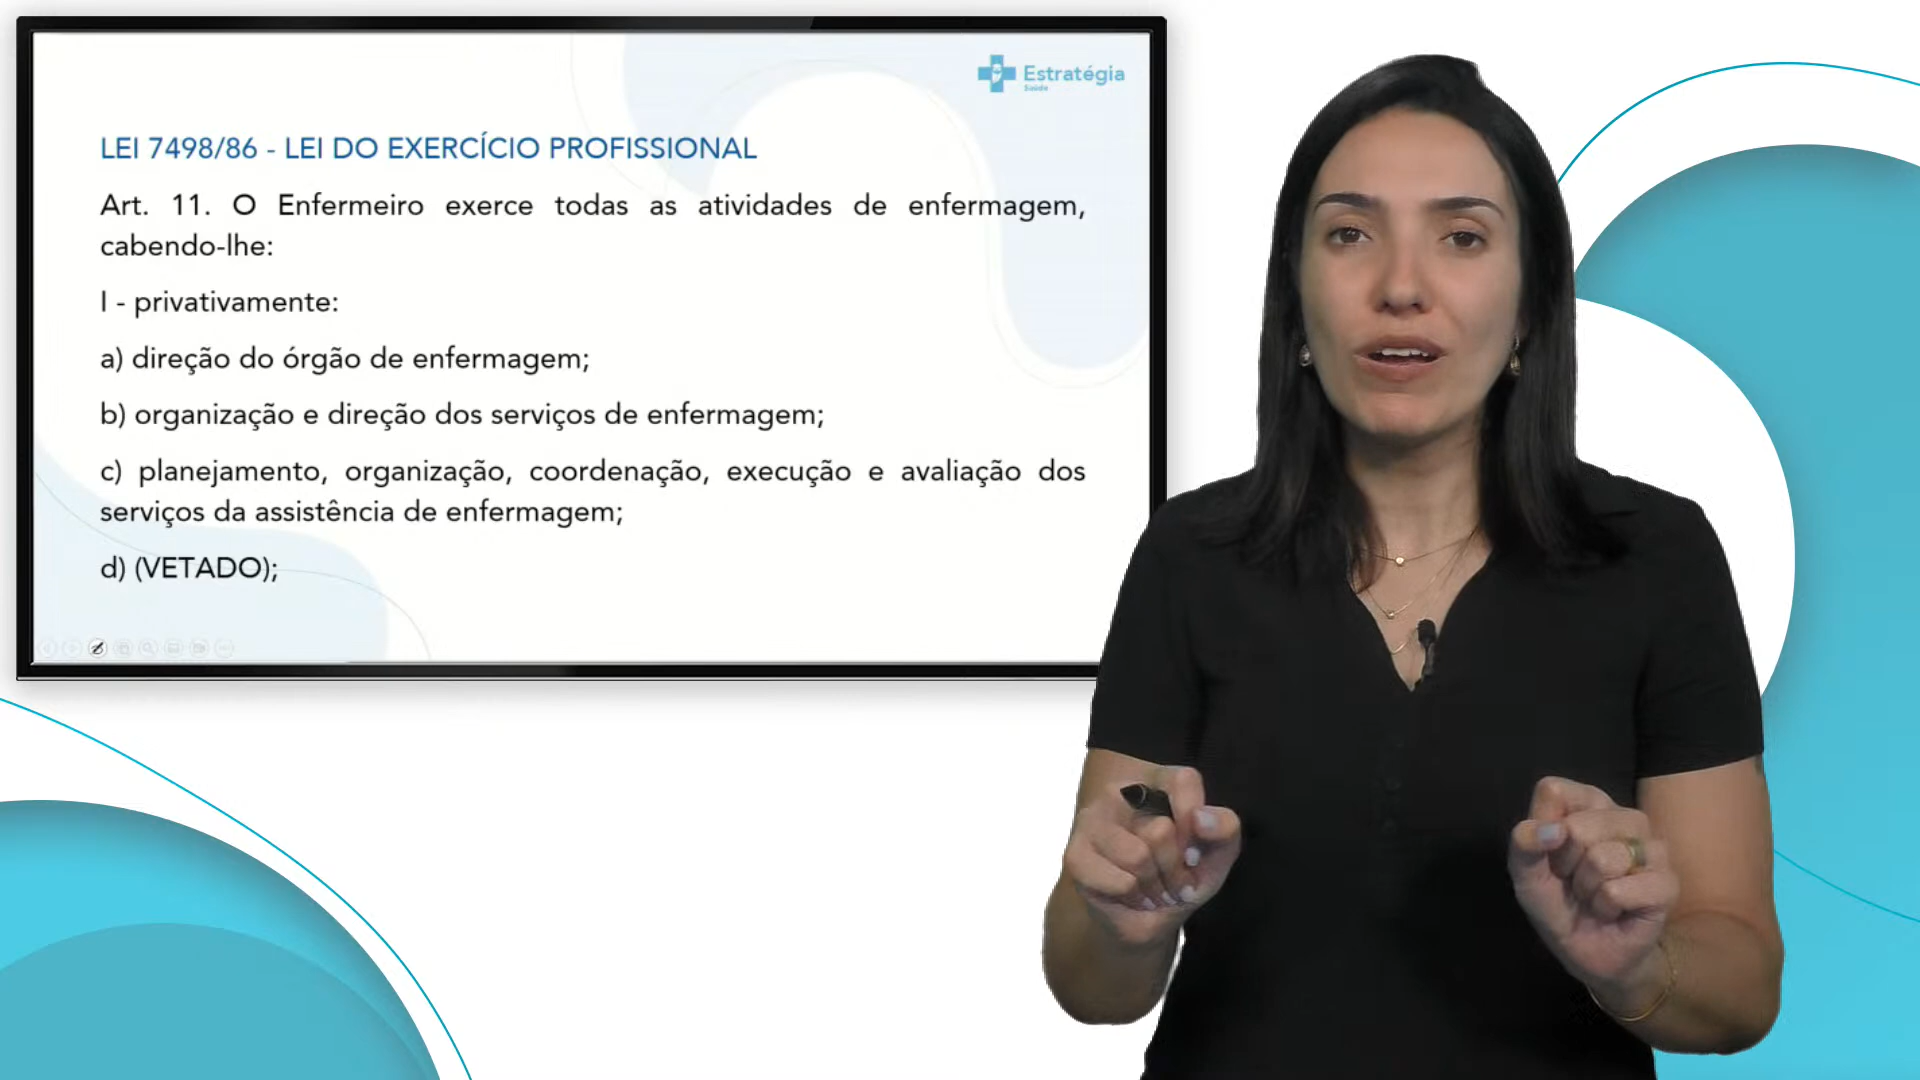 Estratégia
Saúde
LEI 7498/86 - LEI DO EXERCÍCIO PROFISSIONAL
Art. 11. O Enfermeiro exerce todas as atividades de enfermagem,
cabendo-lhe:
I - privativamente:
a) direção do órgão de enfermagem;
b) organização e direção dos serviços de enfermagem;
c) planejamento, organização, coordenação, execução e avaliação dos
serviços da assistência de enfermagem;
d) (VETADO);